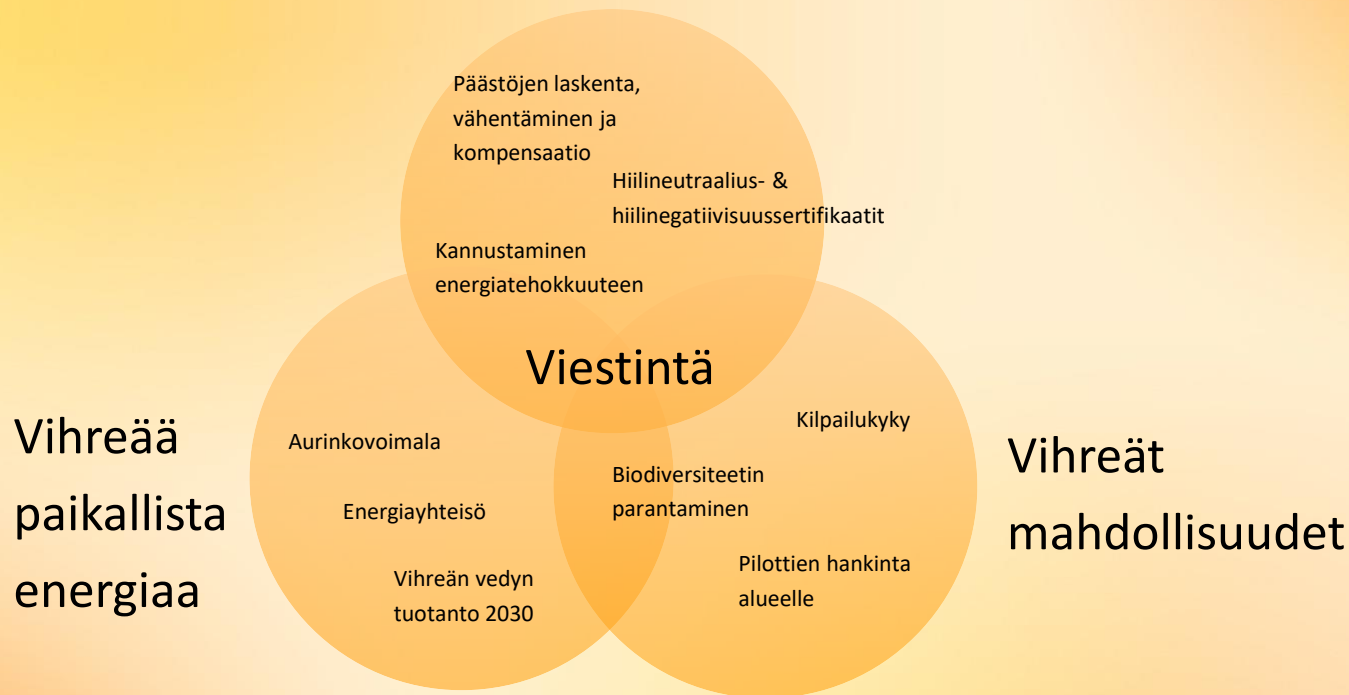 Päästöjen laskenta,
vähentäminen ja
kompensaatio
Hiilineutraalius- &
hiilinegatiivisuussertifikaatit
Kannustaminen
energiatehokkuuteen
Viestintä
Vihreää
paikallista
energiaa
Aurinkovoimala
Energiayhteisö
Vihreän vedyn
tuotanto 2030
Biodiversiteetin
parantaminen
Kilpailukyky
Pilottien hankinta
alueelle
Vihreät
mahdollisuudet